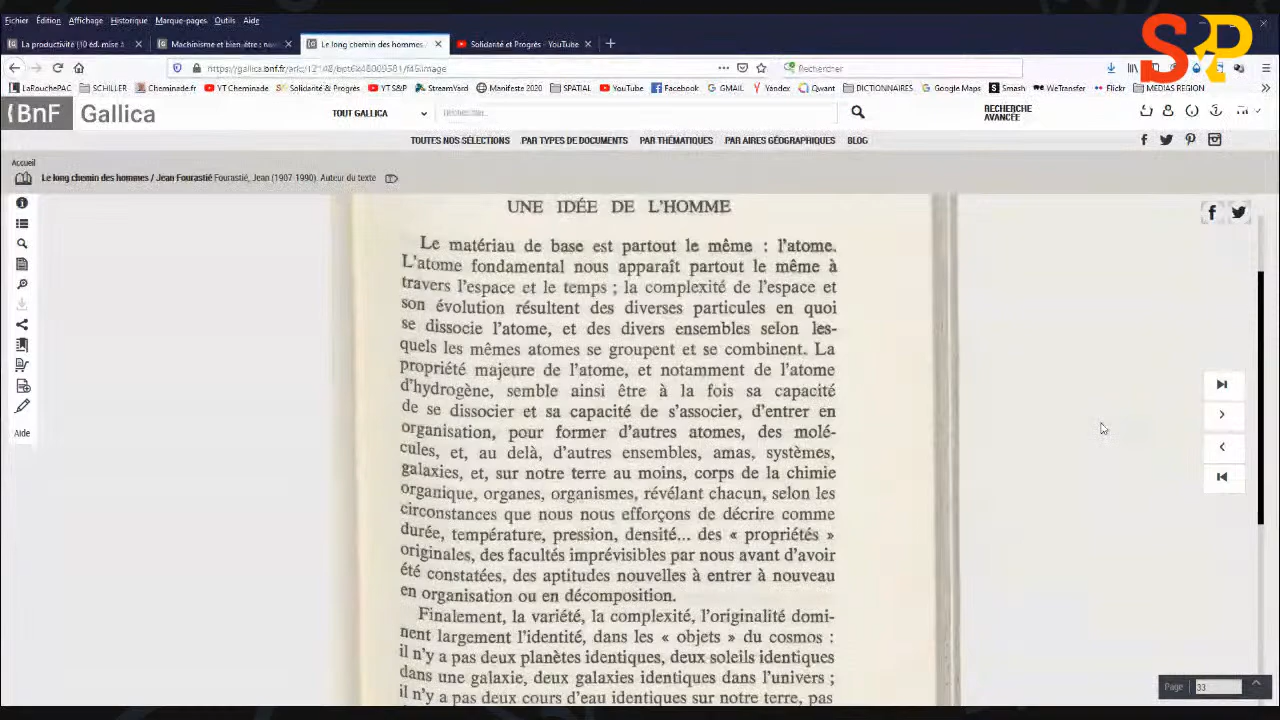 Fichier Édition Affichage Historique Marque-pages Outils Aide
La productivité (10 éd. mise à
Machinisme et bien-être : niv
Le long chemin des hommes /
Solidarité et Progrès - YouTube
Rechercher
LaRouchePAC SCHILLER Cheminade.fr YT Cheminade Solidarité & Progrès YT S&P StreamYard Manifeste 2020 SPATIAL YouTube Facebook GMAIL Yandex Qwant DICTIONNAIRES Google Maps Smash WeTransfer Flickr MEDIAS REGION
SP
BnF Gallica
TOUT GALLICA
Rechercher...
RECHERCHE
AVANCÉE
TOUTES NOS SÉLECTIONS PAR TYPES DE DOCUMENTS PAR THÉMATIQUES PAR AIRES GÉOGRAPHIQUES BLOG
Accueil
Le long chemin des hommes / Jean Fourastié Fourastié, Jean (1907-1990). Auteur du texte
UNE IDÉE DE L'HOMME
Le matériau de base est partout le même : l'atome.
L'atome fondamental nous apparaît partout le même à
travers l'espace et le temps ; la complexité de l'espace et
son évolution résultent des diverses particules en quoi
se dissocie l'atome, et des divers ensembles selon les-
quels les mêmes atomes se groupent et se combinent. La
propriété majeure de l'atome, et notamment de l'atome
d'hydrogène, semble ainsi être à la fois sa capacité
de se dissocier et sa capacité de s'associer, d'entrer en
organisation, pour former d'autres atomes, des molé-
cules, et, au delà, d'autres ensembles, amas, systèmes,
galaxies, et, sur notre terre au moins, corps de la chimie
organique, organes, organismes, révélant chacun, selon les
circonstances que nous nous efforçons de décrire comme
durée, température, pression, densité... des « propriétés »
originales, des facultés imprévisibles par nous avant d'avoir
été constatées, des aptitudes nouvelles à entrer à nouveau
en organisation ou en décomposition.
Finalement, la variété, la complexité, l'originalité domi-
nent largement l'identité, dans les « objets » du cosmos :
il n'y a pas deux planètes identiques, deux soleils identiques
dans une galaxie, deux galaxies identiques dans l'univers ;
il n'y a pas deux cours d'eau identiques sur notre terre, pas
Aide
Page 33